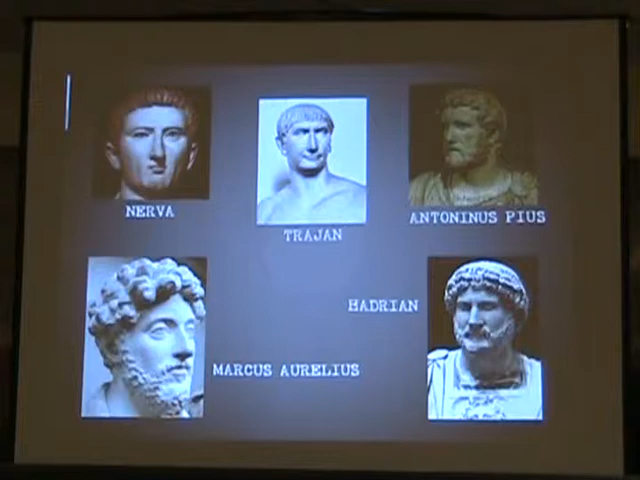 NERVA
TRAJAN
ANTONINUS PIUS
HADRIAN
MARCUS AURELIUS